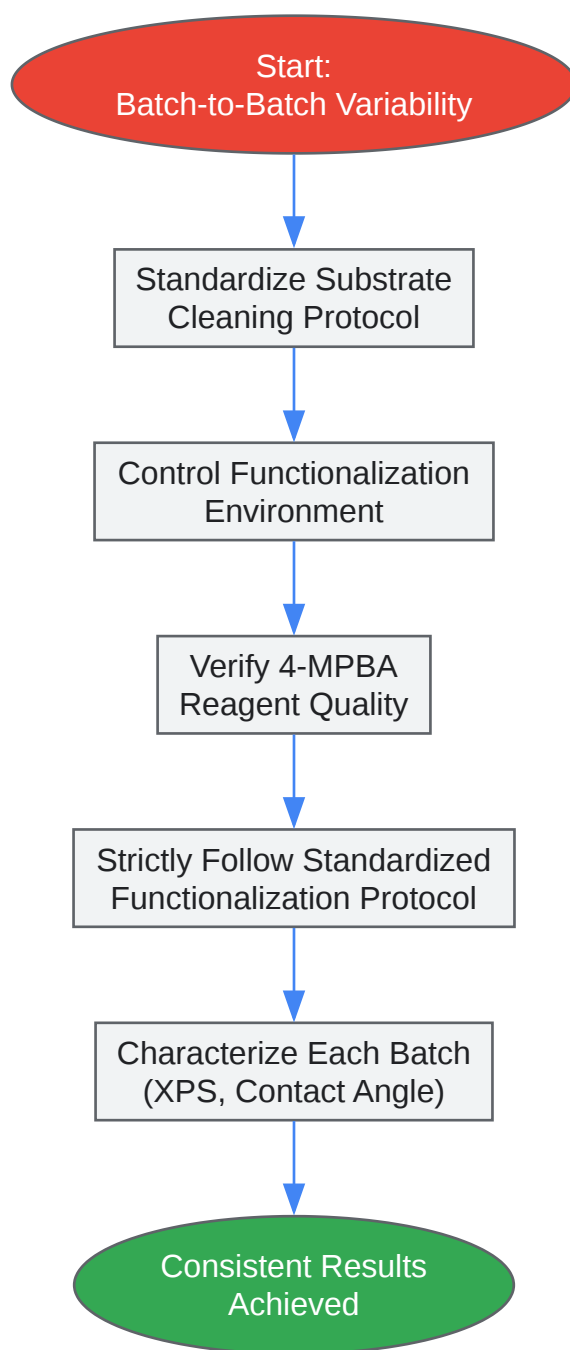 Start:
Batch-to-Batch Variability
Standardize Substrate
Cleaning Protocol
Control Functionalization
Environment
Verify 4-MPBA
Reagent Quality
Strictly Follow Standardized
Functionalization Protocol
Characterize Each Batch
(XPS, Contact Angle)
Consistent Results
Achieved